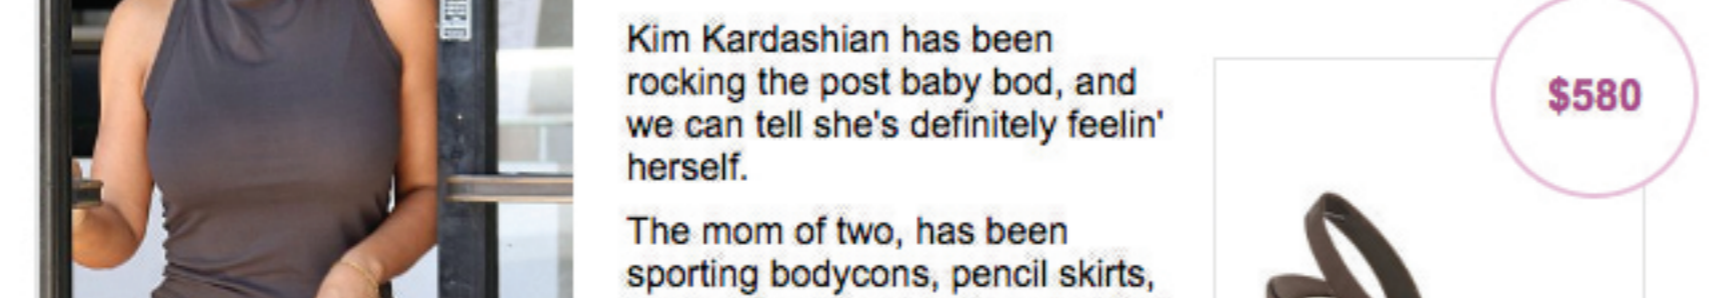 Kim Kardashian has been
rocking the post baby bod, and
we can tell she's definitely feelin'
herself.
The mom of two, has been
sporting bodycons, pencil skirts,
$580